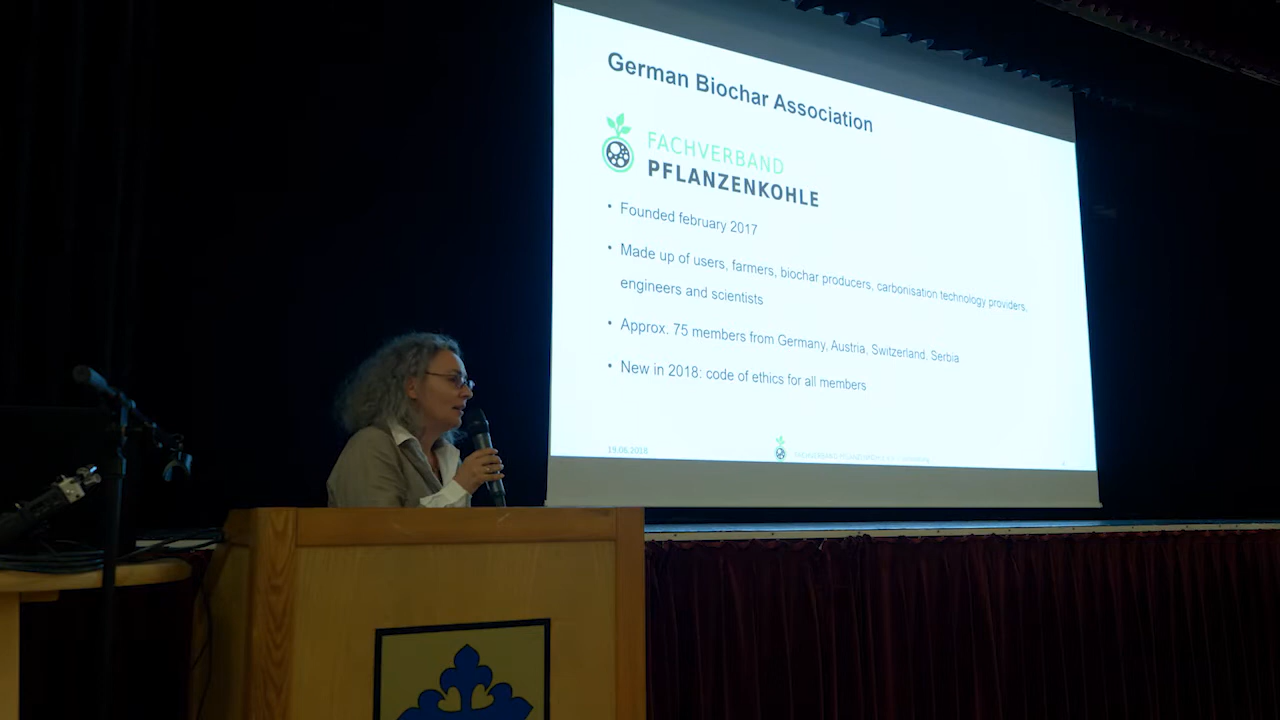 German Biochar Association
FACHVERBAND
PFLANZENKOHLE
• Founded february 2017
• Made up of users, farmers, biochar producers, carbonisation technology providers,
engineers and scientists
• Approx. 75 members from Germany, Austria, Switzerland, Serbia
• New in 2018: code of ethics for all members
19.06.2018
FACHVERBAND PFLANZENKOHLE e.V.